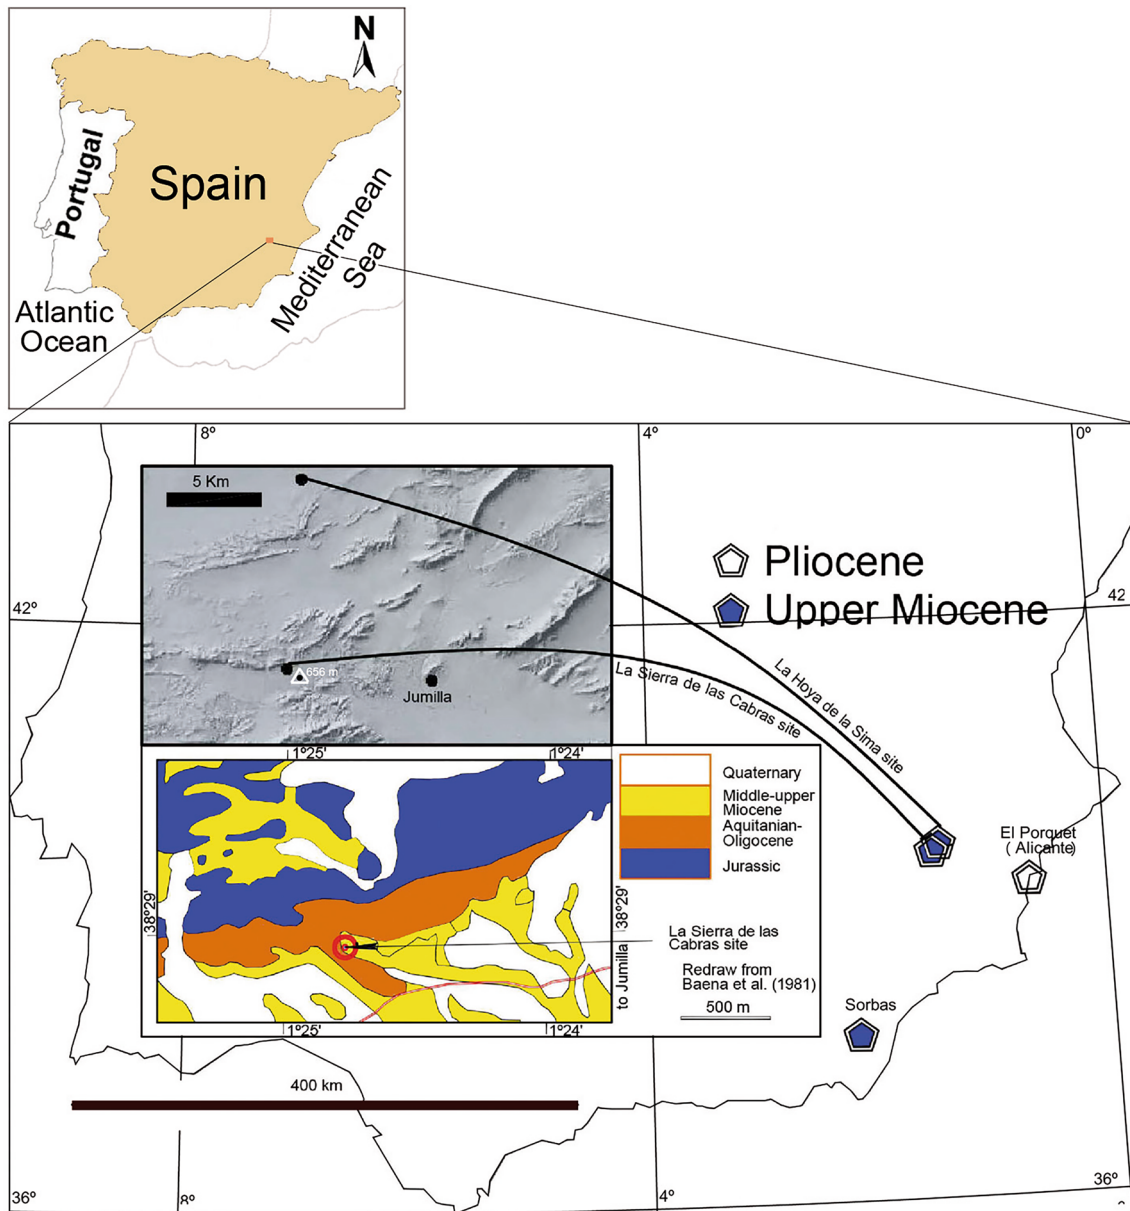 N
Portugal
Spain
Mediterranean
Sea
Atlantic
Ocean
8º
4º
0º
5 Km
Pliocene
Upper Miocene
42º
42
656 m
Jumilla
La Hoya de la Sima site
La Sierra de las Cabras site
1º25'
1º24'
Quaternary
Middle-upper
Miocene
Aquitanian-
Oligocene
Jurassic
El Porquet
( Alicante)
38º29'
38º29'
La Sierra de las
Cabras site
to Jumilla
Redraw from
Baena et al. (1981)
500 m
Sorbas
1º25'
1º24'
400 km
36º
8º
4º
36º